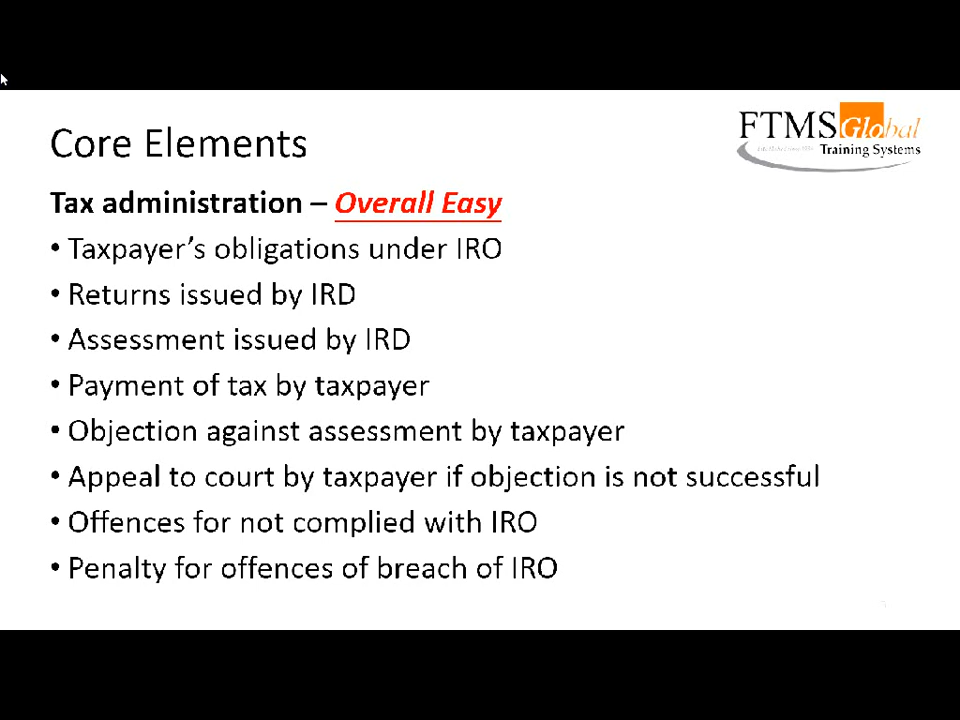 Core Elements
FTMS Global
Training Systems
Tax administration – Overall Easy
• Taxpayer's obligations under IRO
• Returns issued by IRD
• Assessment issued by IRD
• Payment of tax by taxpayer
• Objection against assessment by taxpayer
• Appeal to court by taxpayer if objection is not successful
• Offences for not complied with IRO
• Penalty for offences of breach of IRO